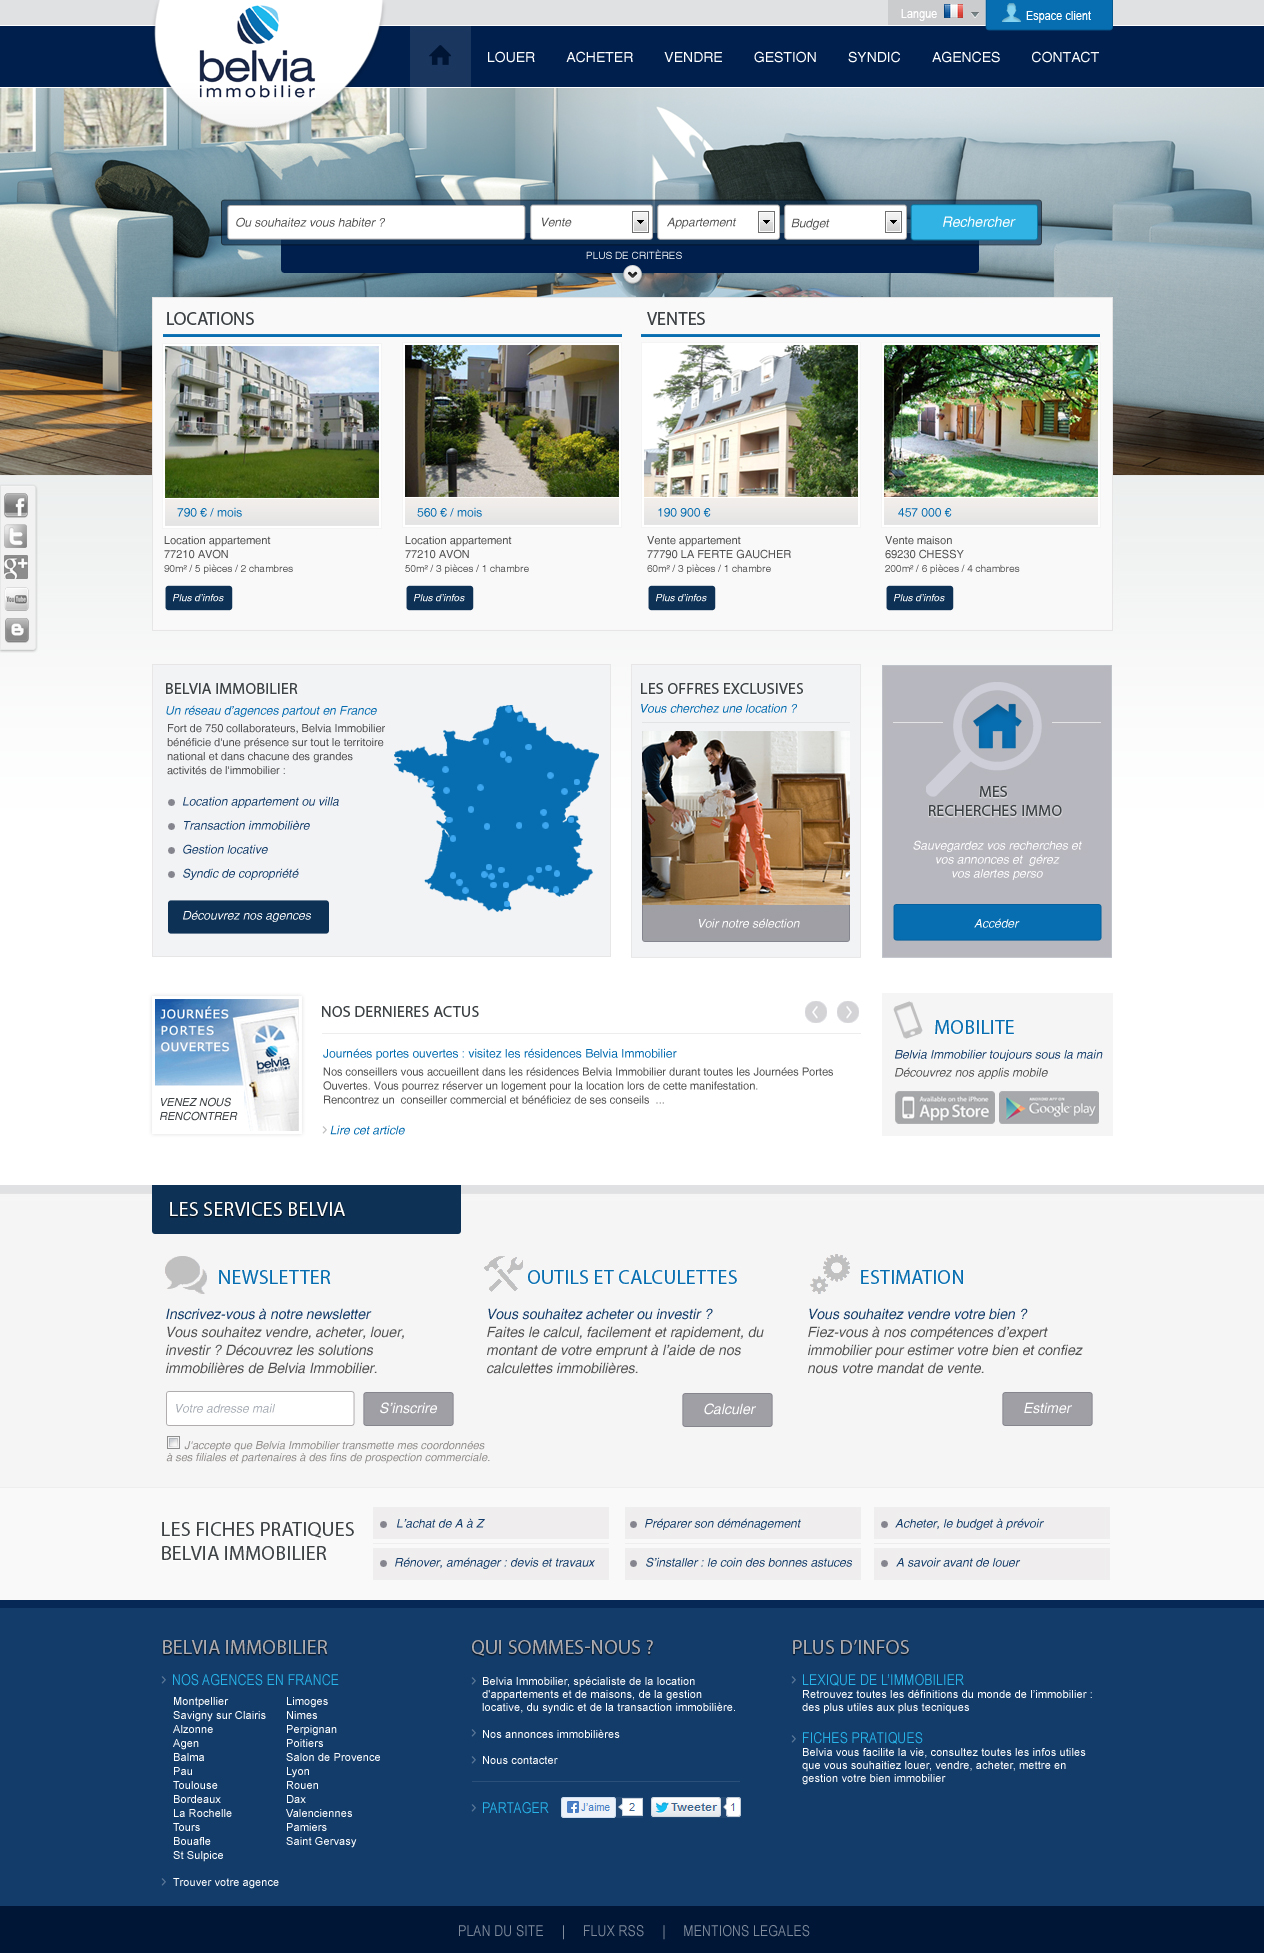 Langue
Espace client
belvia
immobilier
LOUER
ACHETER
VENDRE
GESTION
SYNDIC
AGENCES
CONTACT
Ou souhaitez vous habiter ?
Vente
Appartement
Budget
Rechercher
PLUS DE CRITÈRES
LOCATIONS
VENTES
790 € / mois
560 € / mois
190 900 €
457 000 €
Location appartement
77210 AVON
90m² / 5 pièces / 2 chambres
Plus d'infos
Location appartement
77210 AVON
50m² / 3 pièces / 1 chambre
Plus d'infos
Vente appartement
77790 LA FERTE GAUCHER
60m² / 3 pièces / 1 chambre
Plus d'infos
Vente maison
69230 CHESSY
200m² / 6 pièces / 4 chambres
Plus d'infos
f
t
g+
You Tube
B
BELVIA IMMOBILIER
Un réseau d'agences partout en France
Fort de 750 collaborateurs, Belvia Immobilier
bénéficie d'une présence sur tout le territoire
national et dans chacune des grandes
activités de l'immobilier :
Location appartement ou villa
Transaction immobilière
Gestion locative
Syndic de copropriété
Découvrez nos agences
LES OFFRES EXCLUSIVES
Vous cherchez une location ?
Voir notre sélection
MES
RECHERCHES IMMO
Sauvegardez vos recherches et
vos annonces et gérez
vos alertes perso
Accéder
JOURNÉES
PORTES
OUVERTES
belvia
immobilier
VENEZ NOUS
RENCONTRER
NOS DERNIERES ACTUS
Journées portes ouvertes : visitez les résidences Belvia Immobilier
Nos conseillers vous accueillent dans les résidences Belvia Immobilier durant toutes les Journées Portes
Ouvertes. Vous pourrez réserver un logement pour la location lors de cette manifestation.
Rencontrez un conseiller commercial et bénéficiez de ses conseils ...
Lire cet article
MOBILITE
Belvia Immobilier toujours sous la main
Découvrez nos applis mobile
Available on the iPhone
App Store
Google play
LES SERVICES BELVIA
NEWSLETTER
Inscrivez-vous à notre newsletter
Vous souhaitez vendre, acheter, louer,
investir ? Découvrez les solutions
immobilières de Belvia Immobilier.
Votre adresse mail
S'inscrire
J'accepte que Belvia Immobilier transmette mes coordonnées
à ses filiales et partenaires à des fins de prospection commerciale.
OUTILS ET CALCULETTES
Vous souhaitez acheter ou investir ?
Faites le calcul, facilement et rapidement, du
montant de votre emprunt à l'aide de nos
calculettes immobilières.
Calculer
ESTIMATION
Vous souhaitez vendre votre bien ?
Fiez-vous à nos compétences d'expert
immobilier pour estimer votre bien et confiez
nous votre mandat de vente.
Estimer
LES FICHES PRATIQUES
BELVIA IMMOBILIER
L'achat de A à Z
Préparer son déménagement
Acheter, le budget à prévoir
Rénover, aménager : devis et travaux
S'installer : le coin des bonnes astuces
A savoir avant de louer
BELVIA IMMOBILIER
NOS AGENCES EN FRANCE
Montpellier
Savigny sur Clairis
Alzonne
Agen
Balma
Pau
Toulouse
Bordeaux
La Rochelle
Tours
Bouafle
St Sulpice
Limoges
Nimes
Perpignan
Poitiers
Salon de Provence
Lyon
Rouen
Dax
Valenciennes
Pamiers
Saint Gervasy
Trouver votre agence
QUI SOMMES-NOUS ?
Belvia Immobilier, spécialiste de la location
d'appartements et de maisons, de la gestion
locative, du syndic et de la transaction immobilière.
Nos annonces immobilières
Nous contacter
PARTAGER
J'aime
2
Tweeter
1
PLUS D'INFOS
LEXIQUE DE L'IMMOBILIER
Retrouvez toutes les définitions du monde de l'immobilier :
des plus utiles aux plus tecniques
FICHES PRATIQUES
Belvia vous facilite la vie, consultez toutes les infos utiles
que vous souhaitiez louer, vendre, acheter, mettre en
gestion votre bien immobilier
PLAN DU SITE | FLUX RSS | MENTIONS LEGALES